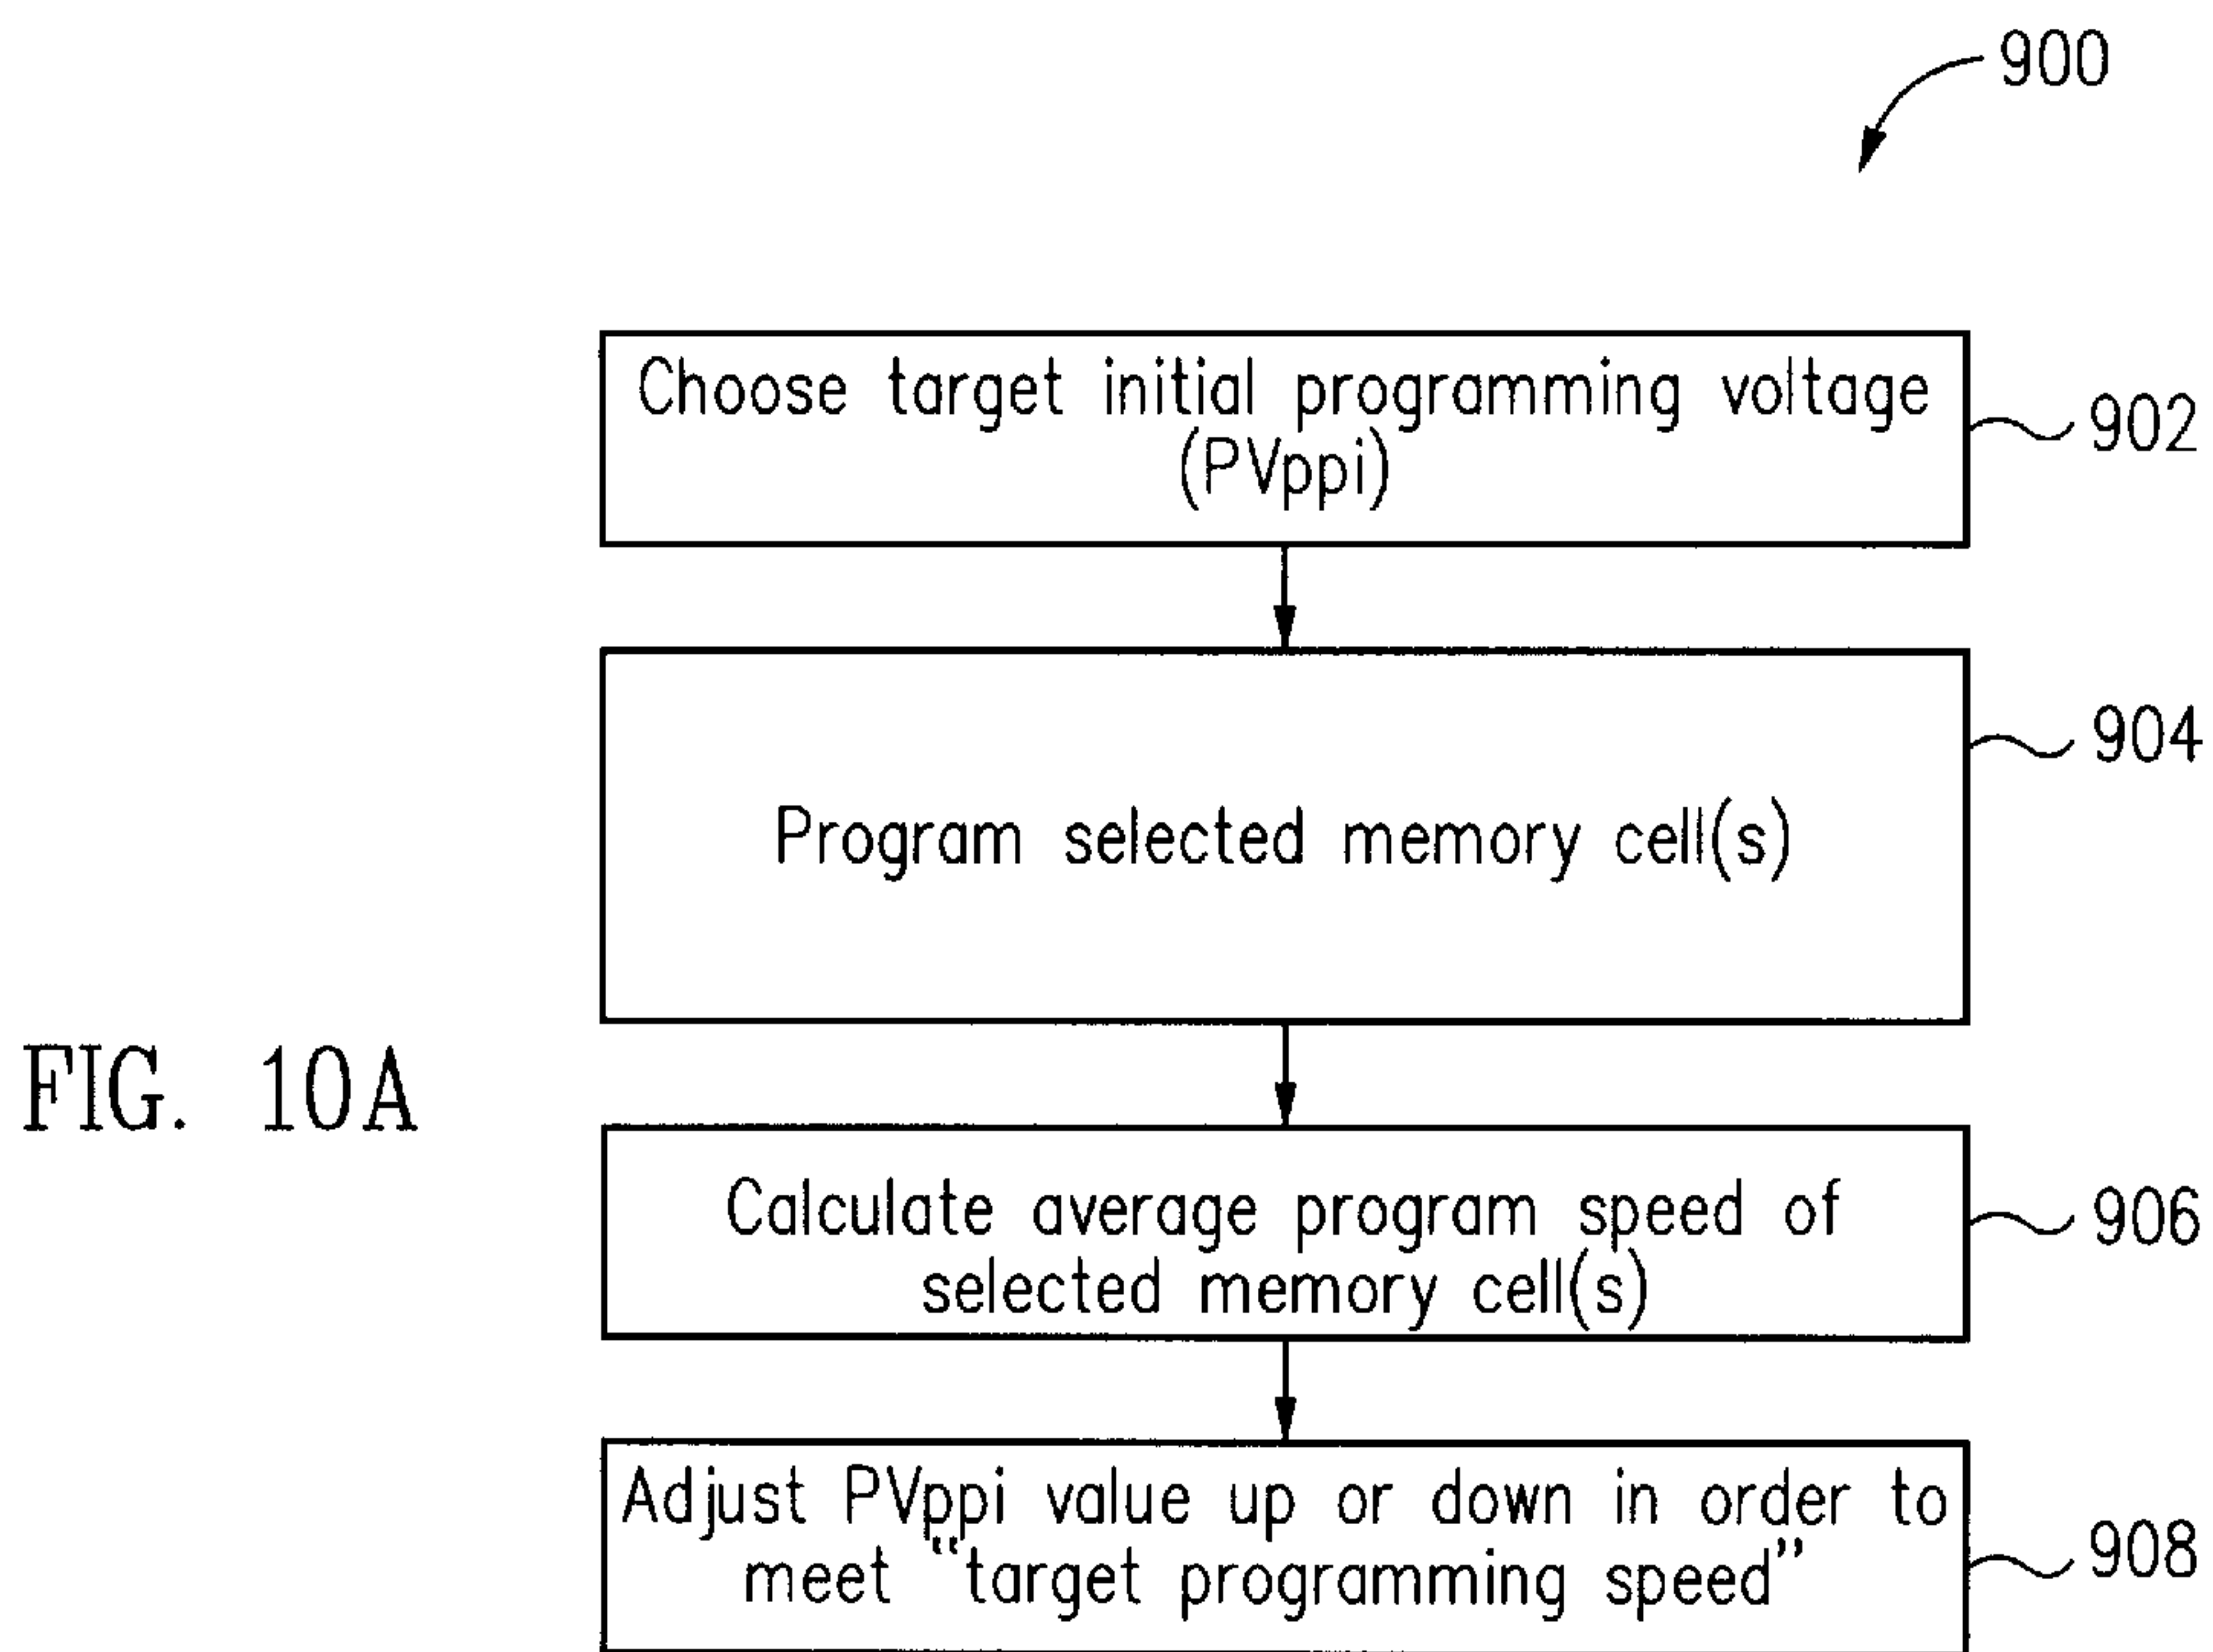 900
Choose target initial programming voltage
(PVppi)
902
Program selected memory cell(s)
904
FIG. 10A
Calculate average program speed of
selected memory cell(s)
906
Adjust PVppi value up or down in order to
meet “target programming speed”
908